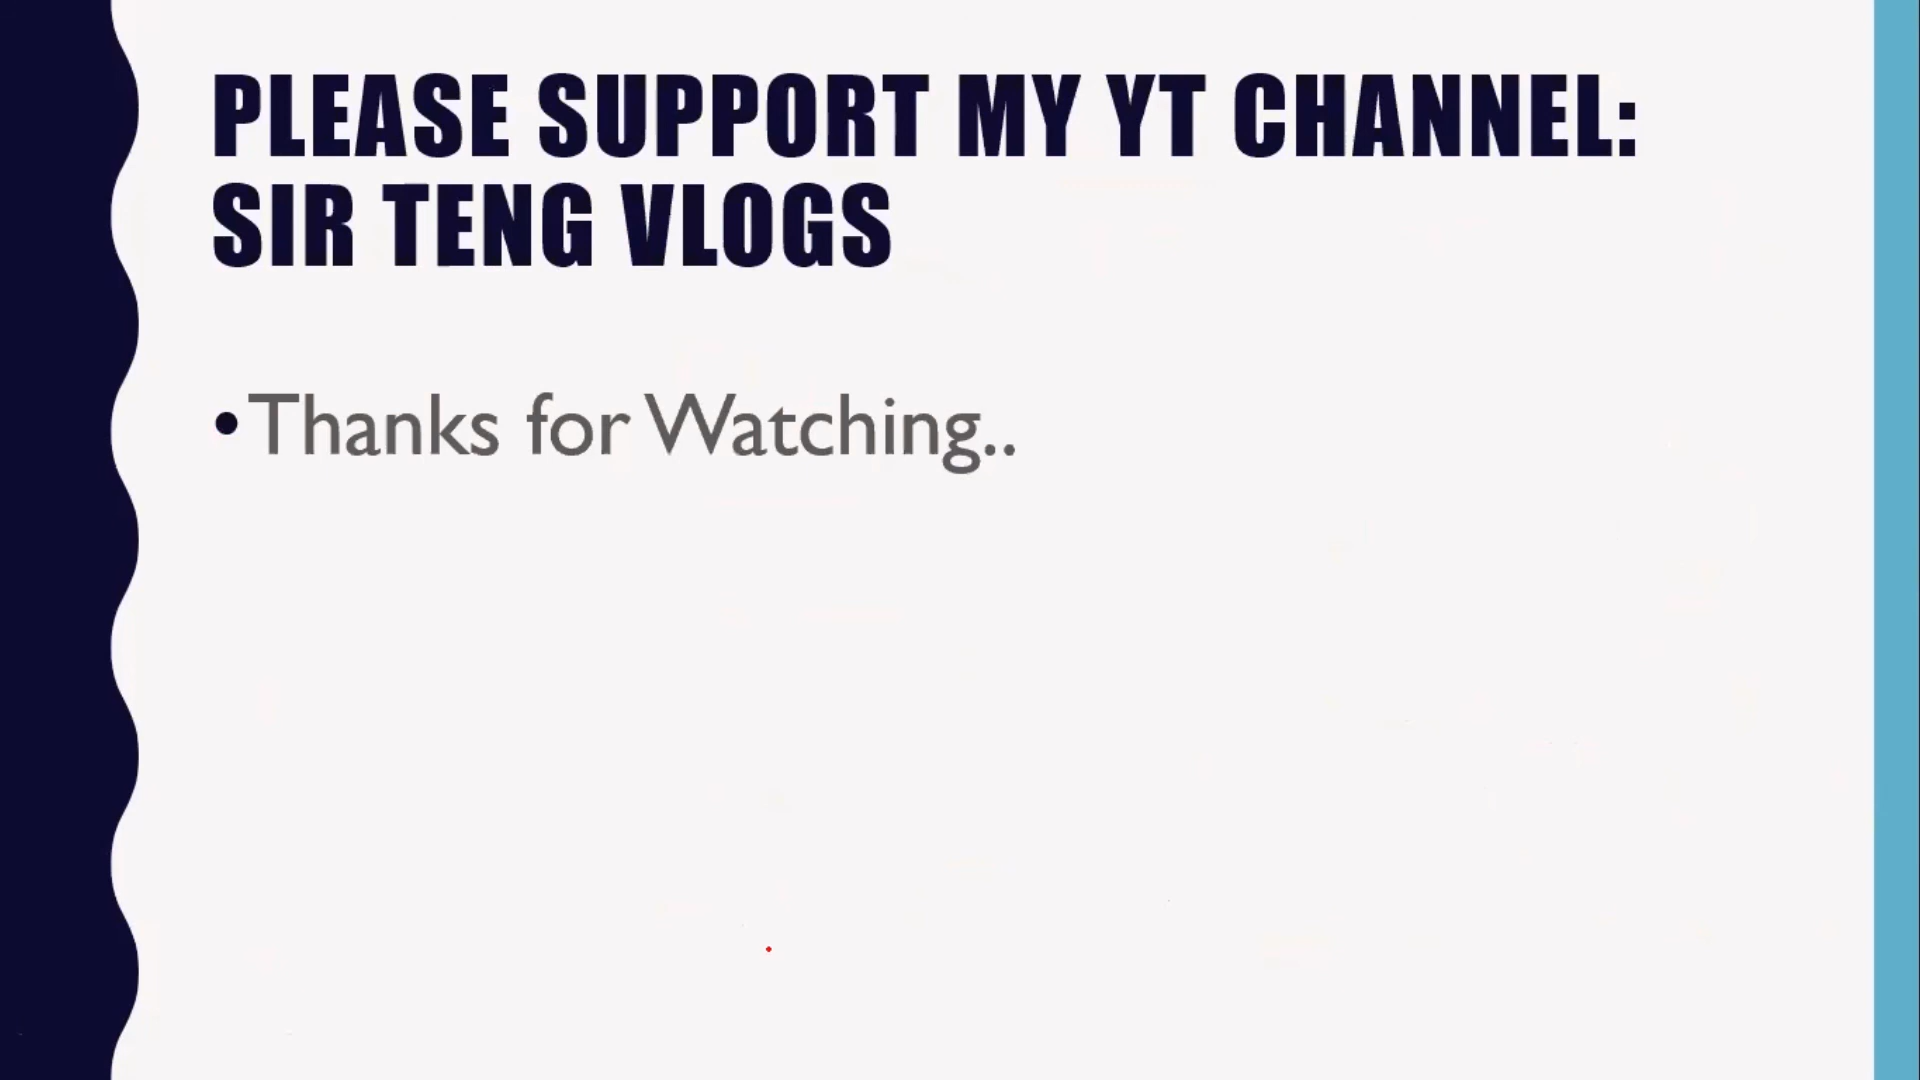 PLEASE SUPPORT MY YT CHANNEL:
SIR TENG VLOGS
•Thanks for Watching..